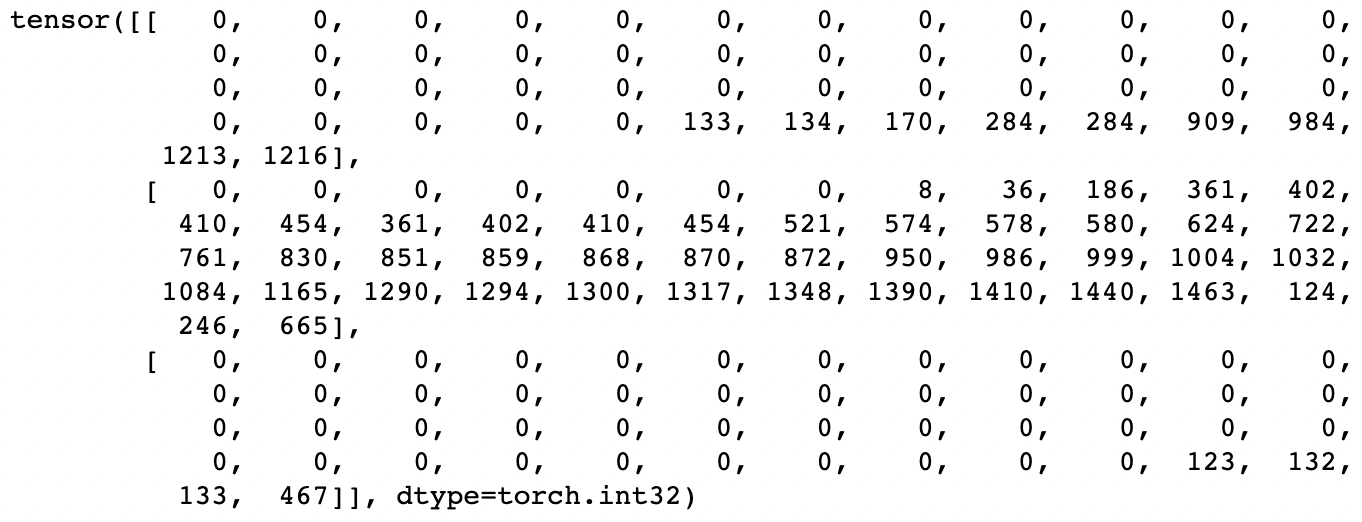 tensor([[   0,    0,    0,    0,    0,    0,    0,    0,    0,    0,    0,    0,
            0,    0,    0,    0,    0,    0,    0,    0,    0,    0,    0,    0,
            0,    0,    0,    0,    0,    0,    0,    0,    0,    0,    0,    0,
            0,    0,    0,    0,    0,  133,  134,  170,  284,  284,  909,  984,
         1213, 1216],
        [   0,    0,    0,    0,    0,    0,    0,    8,   36,  186,  361,  402,
          410,  454,  361,  402,  410,  454,  521,  574,  578,  580,  624,  722,
          761,  830,  851,  859,  868,  870,  872,  950,  986,  999, 1004, 1032,
         1084, 1165, 1290, 1294, 1300, 1317, 1348, 1390, 1410, 1440, 1463,  124,
          246,  665],
        [   0,    0,    0,    0,    0,    0,    0,    0,    0,    0,    0,    0,
            0,    0,    0,    0,    0,    0,    0,    0,    0,    0,    0,    0,
            0,    0,    0,    0,    0,    0,    0,    0,    0,    0,    0,    0,
            0,    0,    0,    0,    0,    0,    0,    0,    0,    0,  123,  132,
          133,  467]], dtype=torch.int32)